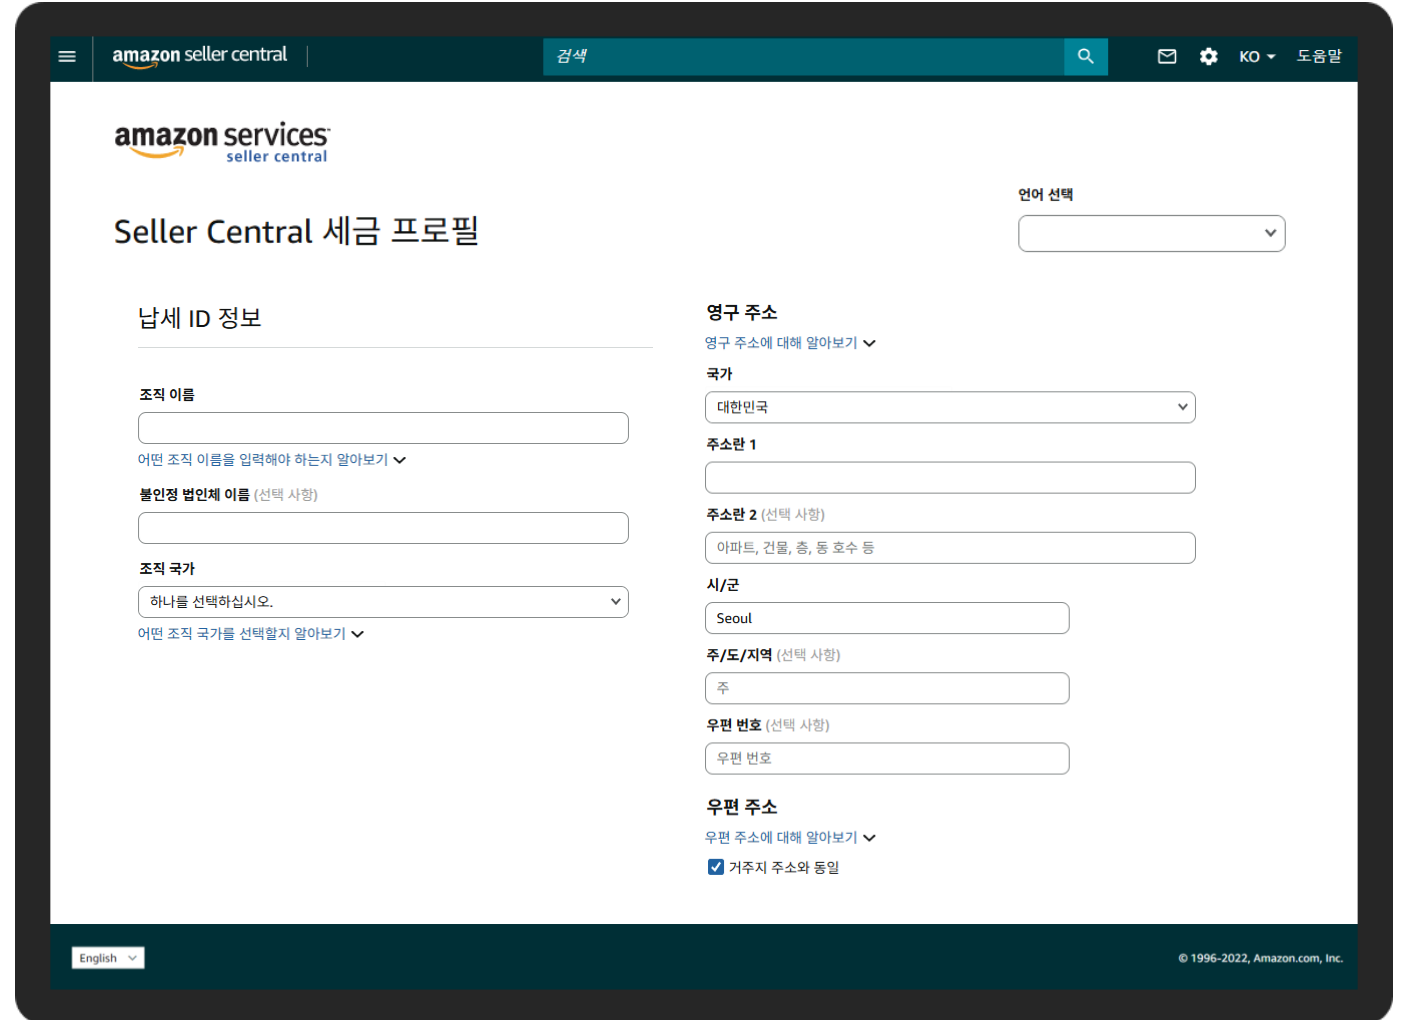 amazon seller central
검색
KO
도움말
amazon services
seller central
언어 선택
Seller Central 세금 프로필
납세 ID 정보
조직 이름
어떤 조직 이름을 입력해야 하는지 알아보기
불인정 법인체 이름 (선택 사항)
조직 국가
하나를 선택하십시오.
어떤 조직 국가를 선택할지 알아보기
영구 주소
영구 주소에 대해 알아보기
국가
대한민국
주소란 1
주소란 2 (선택 사항)
아파트, 건물, 층, 동 호수 등
시/군
Seoul
주/도/지역 (선택 사항)
주
우편 번호 (선택 사항)
우편 번호
우편 주소
우편 주소에 대해 알아보기
거주지 주소와 동일
English
© 1996-2022, Amazon.com, Inc.